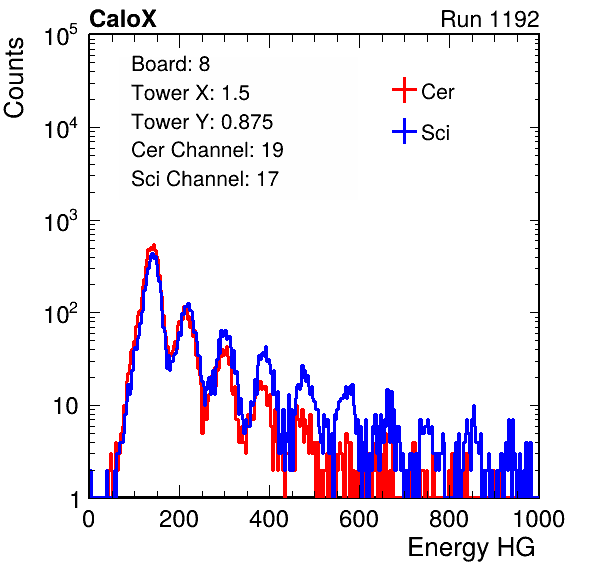 CaloX Run 1192
Board: 8
Tower X: 1.5
Tower Y: 0.875
Cer Channel: 19
Sci Channel: 17
Cer
Sci
Counts
10^5
10^4
10^3
10^2
10
1
0 200 400 600 800 1000
Energy HG